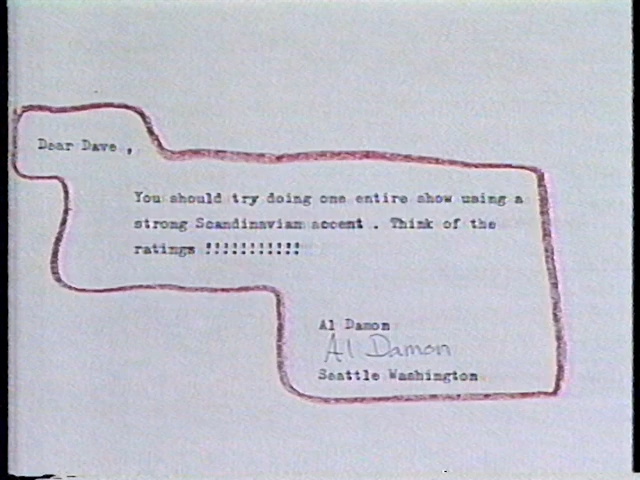 Dear Dave ,
You should try doing one entire show using a
strong Scandinavian accent . Think of the
ratings !!!!!!!!!!!
Al Damon
Al Damon
Seattle Washington